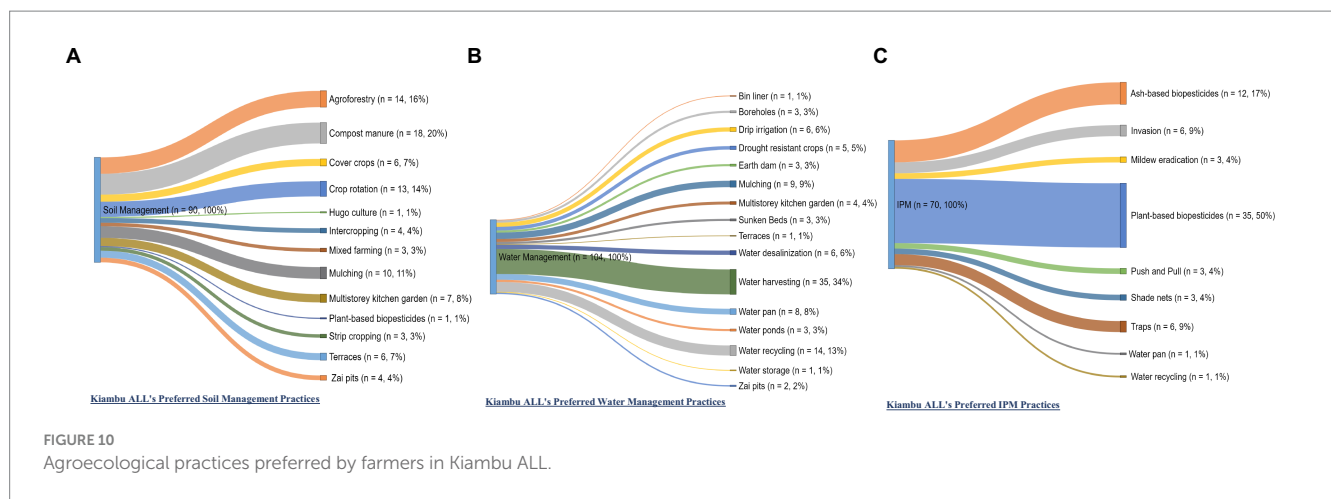 A
Agroforestry (n = 14, 16%)
Compost manure (n = 18, 20%)
Cover crops (n = 6, 7%)
Crop rotation (n = 13, 14%)
Soil Management (n = 90, 100%)
Hugo culture (n = 1, 1%)
Intercropping (n = 4, 4%)
Mixed farming (n = 3, 3%)
Mulching (n = 10, 11%)
Multistorey kitchen garden (n = 7, 8%)
Plant-based biopesticides (n = 1, 1%)
Strip cropping (n = 3, 3%)
Terraces (n = 6, 7%)
Zai pits (n = 4, 4%)
Kiambu ALL's Preferred Soil Management Practices
B
Bin liner (n = 1, 1%)
Boreholes (n = 3, 3%)
Drip irrigation (n = 6, 6%)
Drought resistant crops (n = 5, 5%)
Earth dam (n = 3, 3%)
Mulching (n = 9, 9%)
Multistorey kitchen garden (n = 4, 4%)
Sunken Beds (n = 3, 3%)
Terraces (n = 1, 1%)
Water desalinization (n = 6, 6%)
Water Management (n = 104, 100%)
Water harvesting (n = 35, 34%)
Water pan (n = 8, 8%)
Water ponds (n = 3, 3%)
Water recycling (n = 14, 13%)
Water storage (n = 1, 1%)
Zai pits (n = 2, 2%)
Kiambu ALL's Preferred Water Management Practices
C
Ash-based biopesticides (n = 12, 17%)
Invasion (n = 6, 9%)
Mildew eradication (n = 3, 4%)
IPM (n = 70, 100%)
Plant-based biopesticides (n = 35, 50%)
Push and Pull (n = 3, 4%)
Shade nets (n = 3, 4%)
Traps (n = 6, 9%)
Water pan (n = 1, 1%)
Water recycling (n = 1, 1%)
Kiambu ALL's Preferred IPM Practices
FIGURE 10
Agroecological practices preferred by farmers in Kiambu ALL.